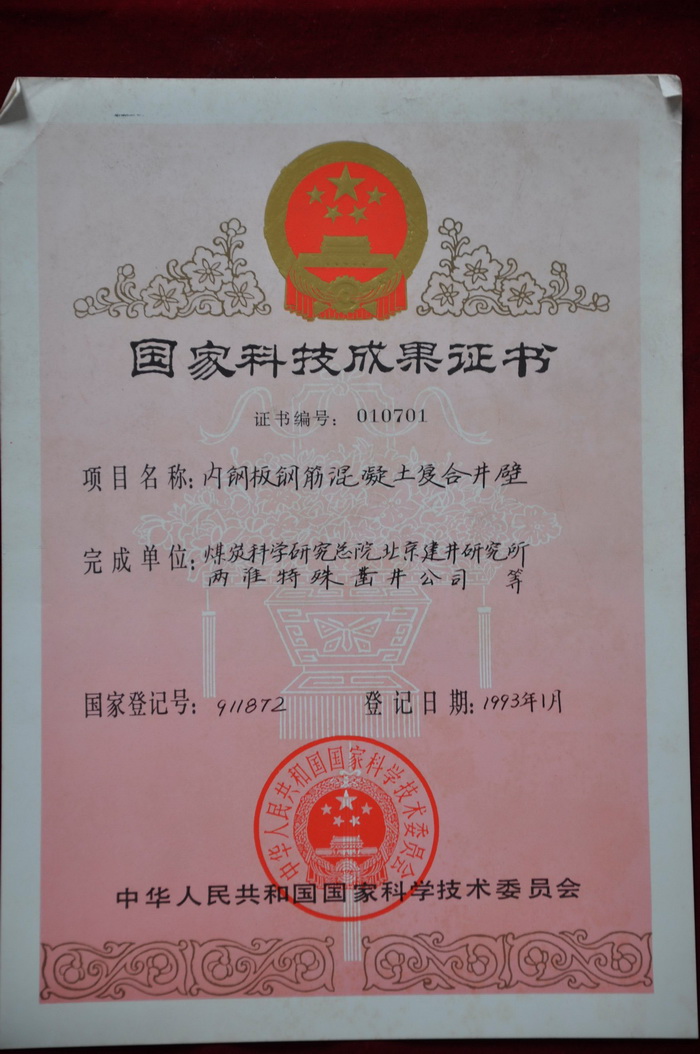 国家科技成果证书
证书编号：010701
项目名称：内钢板钢筋混凝土复合井壁
完成单位：煤炭科学研究总院北京建井研究所
两淮特殊凿井公司 等
国家登记号：911872 登记日期：1993年1月
中华人民共和国国家科学技术委员会
中华人民共和国国家科学技术委员会